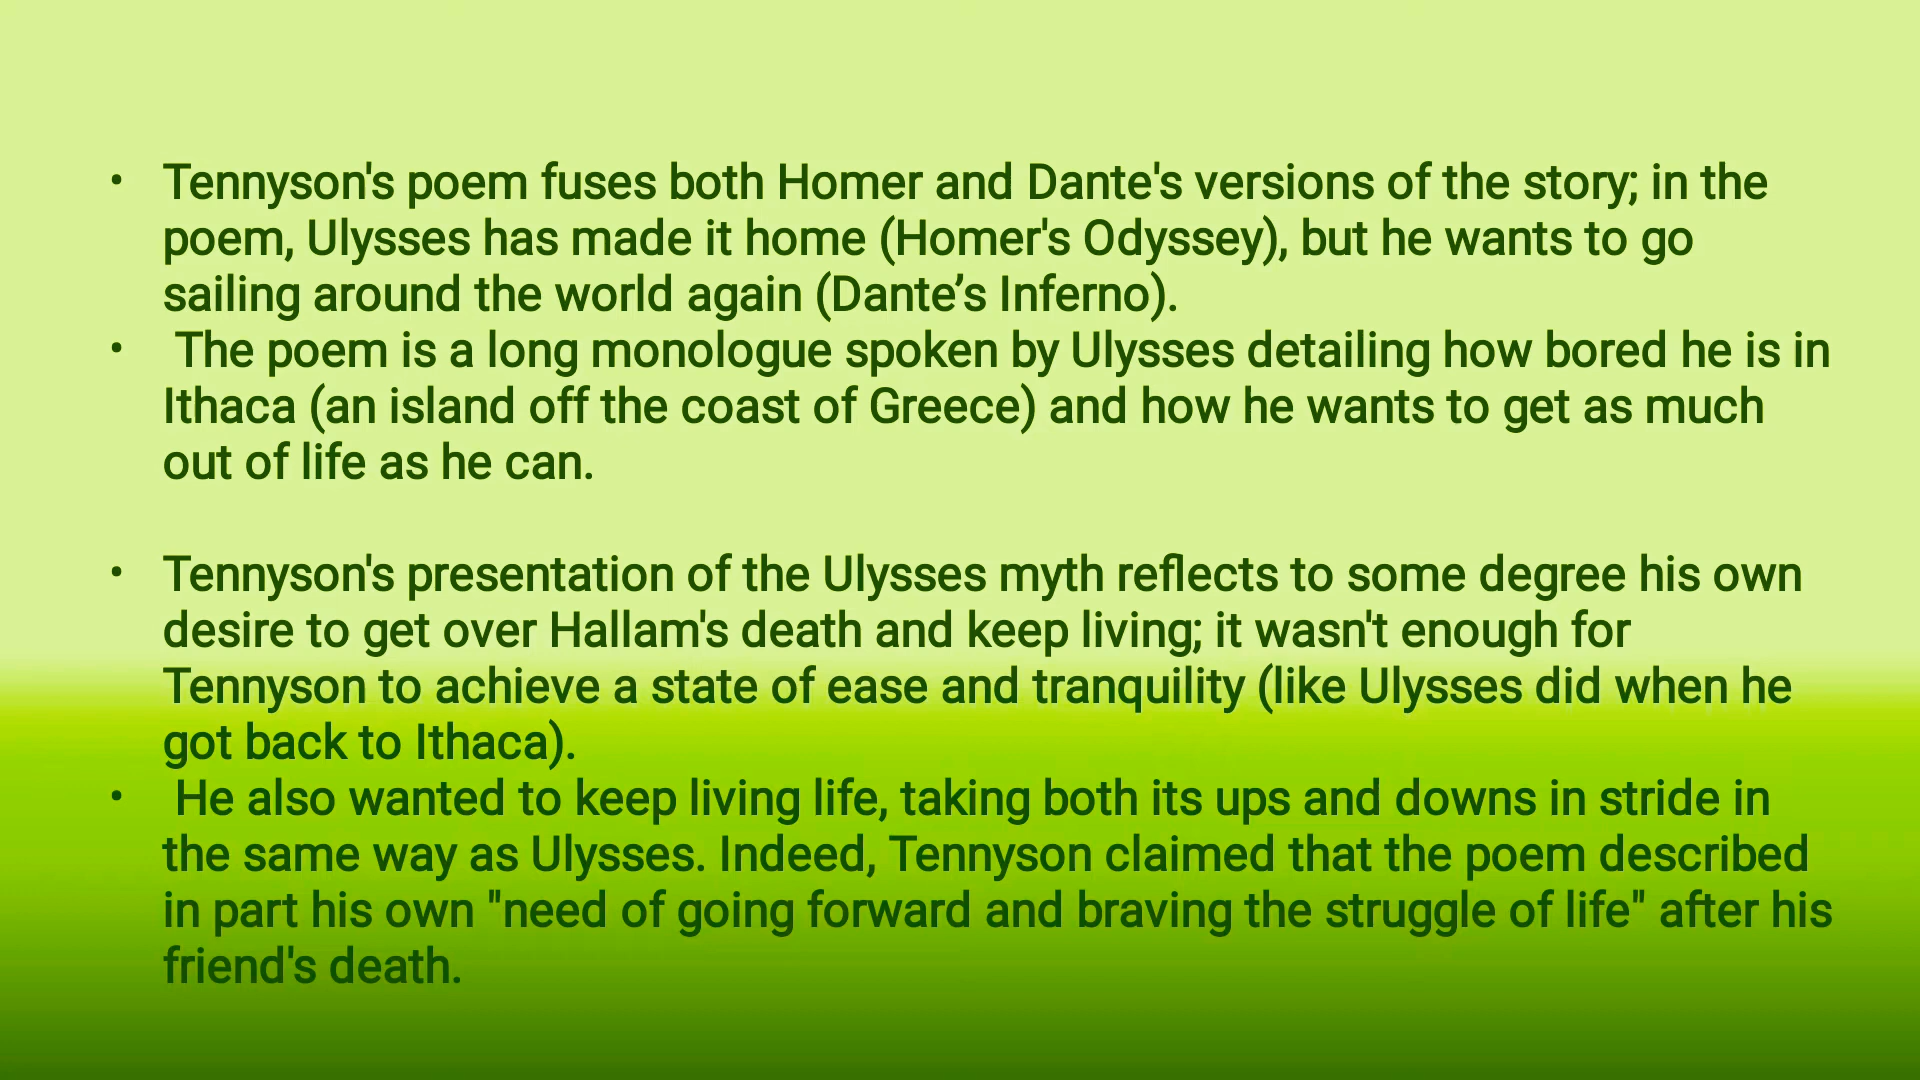 • Tennyson's poem fuses both Homer and Dante's versions of the story; in the
poem, Ulysses has made it home (Homer's Odyssey), but he wants to go
sailing around the world again (Dante’s Inferno).
• The poem is a long monologue spoken by Ulysses detailing how bored he is in
Ithaca (an island off the coast of Greece) and how he wants to get as much
out of life as he can.
• Tennyson's presentation of the Ulysses myth reflects to some degree his own
desire to get over Hallam's death and keep living; it wasn't enough for
Tennyson to achieve a state of ease and tranquility (like Ulysses did when he
got back to Ithaca).
• He also wanted to keep living life, taking both its ups and downs in stride in
the same way as Ulysses. Indeed, Tennyson claimed that the poem described
in part his own "need of going forward and braving the struggle of life" after his
friend's death.